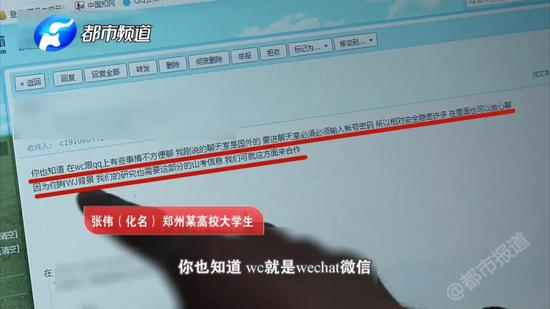 都市频道
« 返回 回复 回复全部 转发 删除 彻底删除 举报 拒收 标记为... 移动到...
收件人：
你也知道 在wc跟qq上有些事情不方便聊 我刚说的聊天室是国外的 要进聊天室必须必须输入帐号密码 所以相对安全隐密许多 在里面也可以放心聊
因为你有WJ背景 我们的研究也需要这部分的山考信息 我们可就这方面来合作
张伟（化名）郑州某高校大学生
你也知道 wc就是wechat微信
@都市报道